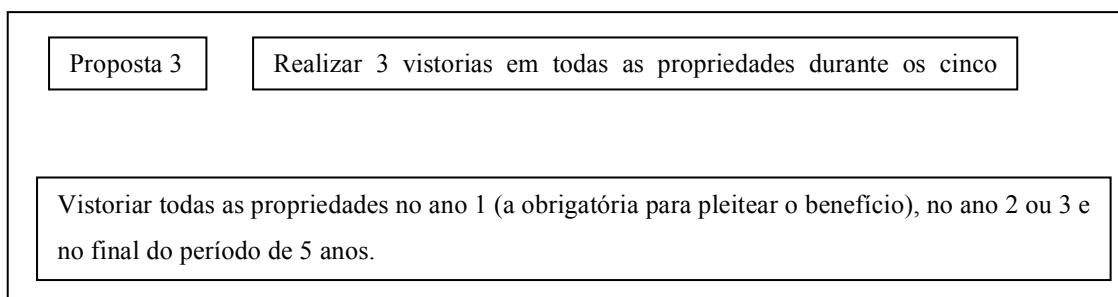 Proposta 3
Realizar 3 vistorias em todas as propriedades durante os cinco
Vistoriar todas as propriedades no ano 1 (a obrigatória para pleitear o benefício), no ano 2 ou 3 e
no final do período de 5 anos.